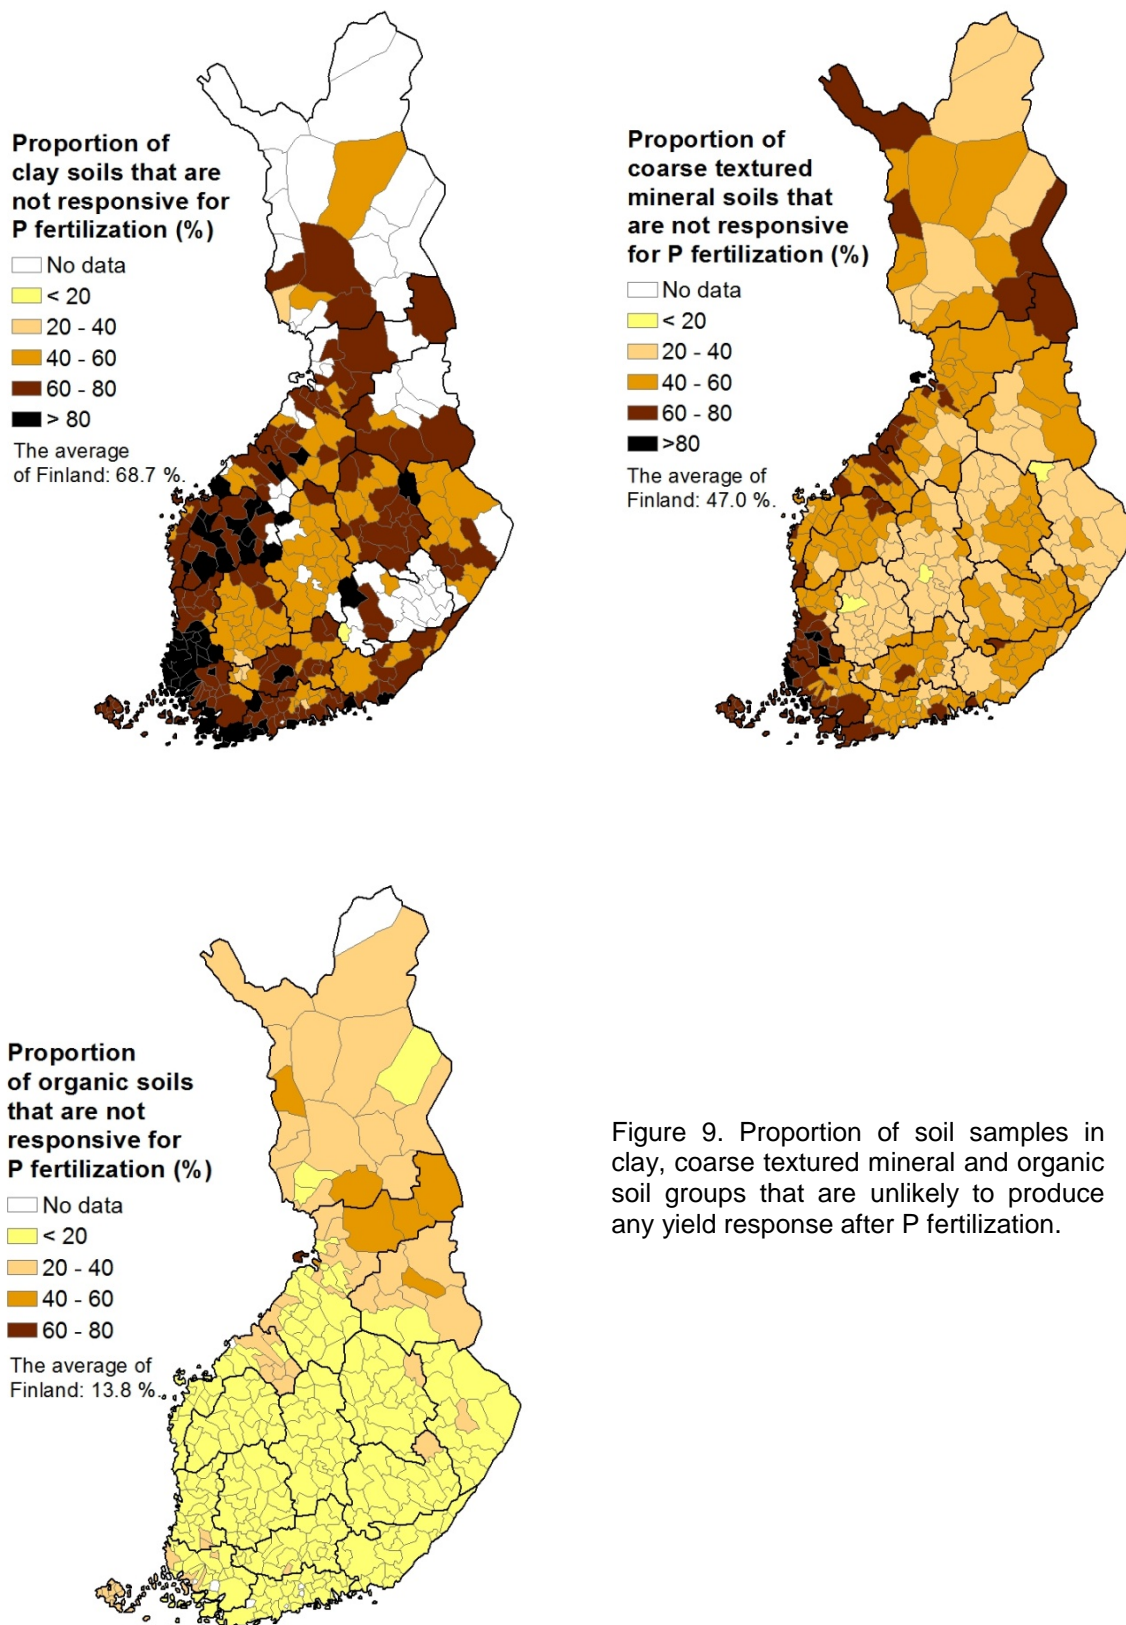 Proportion of
clay soils that are
not responsive for
P fertilization (%)
No data
< 20
20 - 40
40 - 60
60 - 80
> 80
The average
of Finland: 68.7 %.
Proportion of
coarse textured
mineral soils that
are not responsive
for P fertilization (%)
No data
< 20
20 - 40
40 - 60
60 - 80
>80
The average of
Finland: 47.0 %.
Proportion
of organic soils
that are not
responsive for
P fertilization (%)
No data
< 20
20 - 40
40 - 60
60 - 80
The average of
Finland: 13.8 %.
Figure 9. Proportion of soil samples in
clay, coarse textured mineral and organic
soil groups that are unlikely to produce
any yield response after P fertilization.